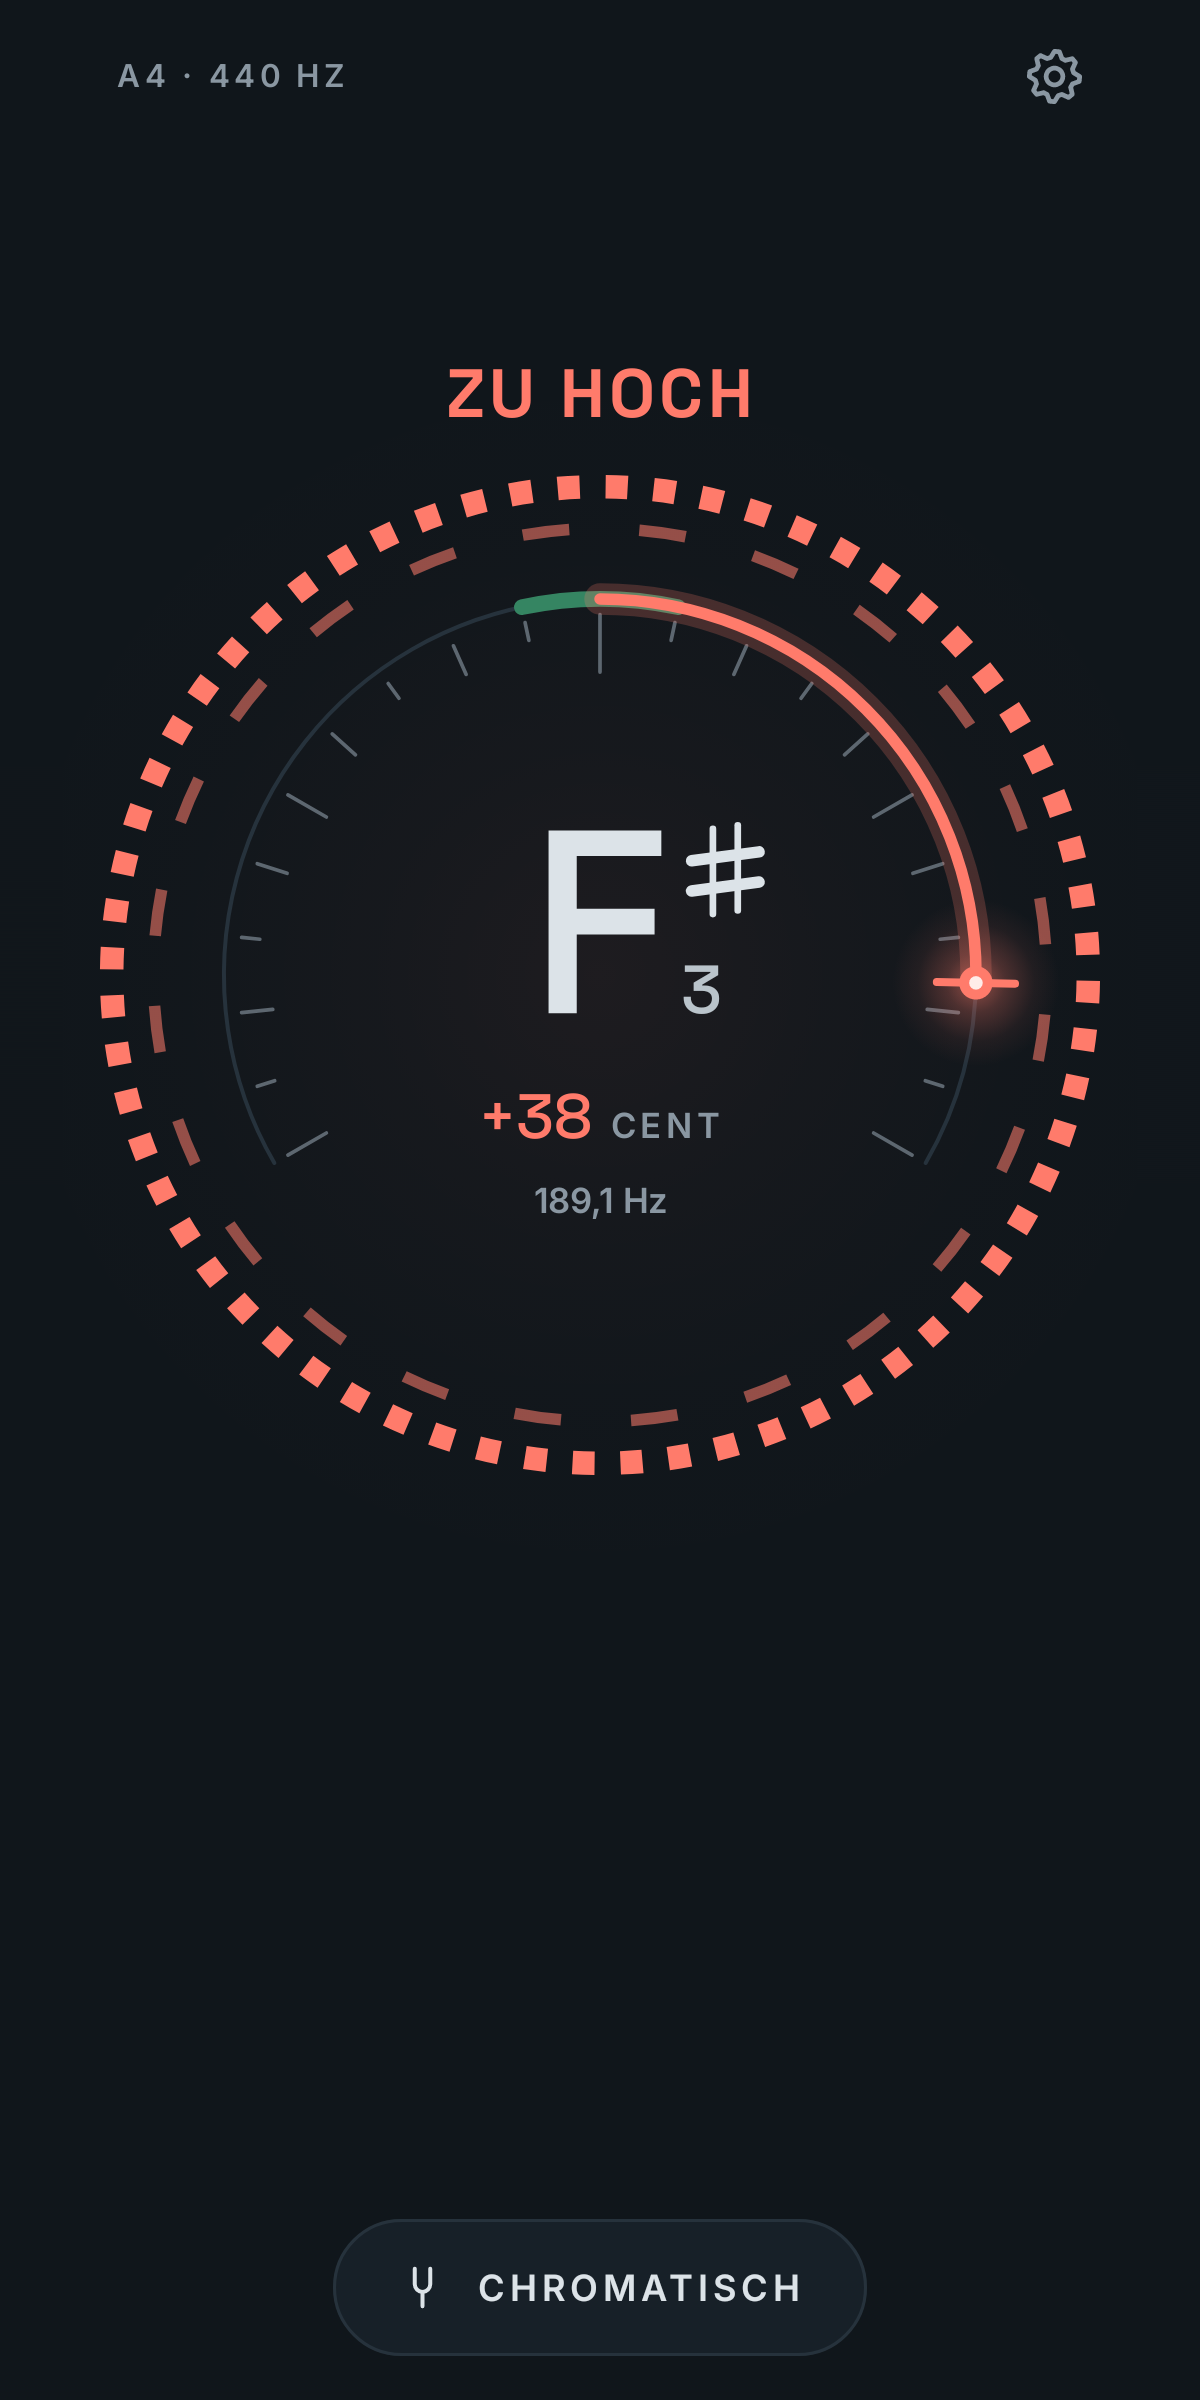 A4 · 440 HZ
ZU HOCH
F♯3
+38 CENT
189,1 Hz
CHROMATISCH